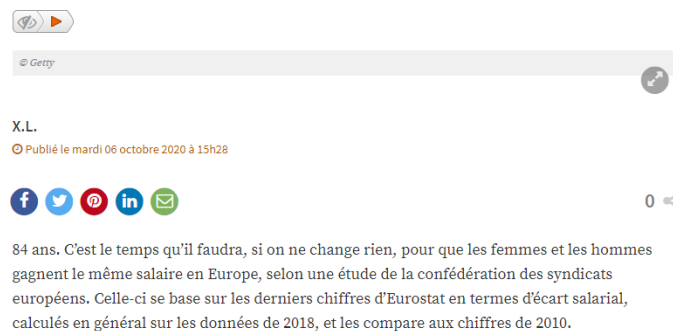 © Getty
X.L.
Publié le mardi 06 octobre 2020 à 15h28
0
84 ans. C'est le temps qu'il faudra, si on ne change rien, pour que les femmes et les hommes
gagnent le même salaire en Europe, selon une étude de la confédération des syndicats
européens. Celle-ci se base sur les derniers chiffres d'Eurostat en termes d'écart salarial,
calculés en général sur les données de 2018, et les compare aux chiffres de 2010.